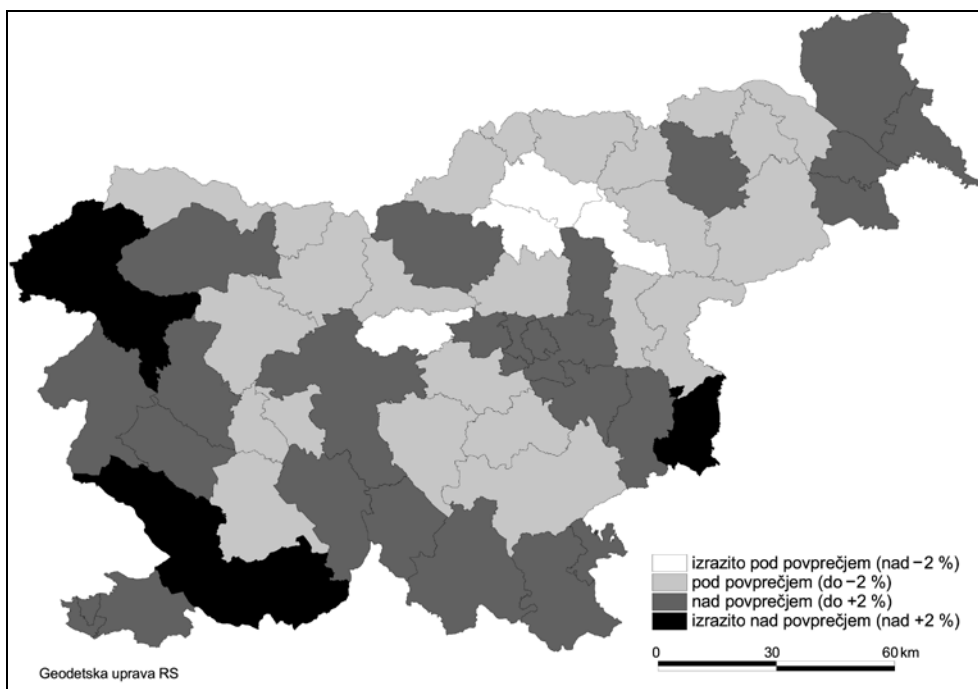 izrazito pod povprečjem (nad −2 %)
pod povprečjem (do −2 %)
nad povprečjem (do +2 %)
izrazito nad povprečjem (nad +2 %)
0 30 60 km
Geodetska uprava RS